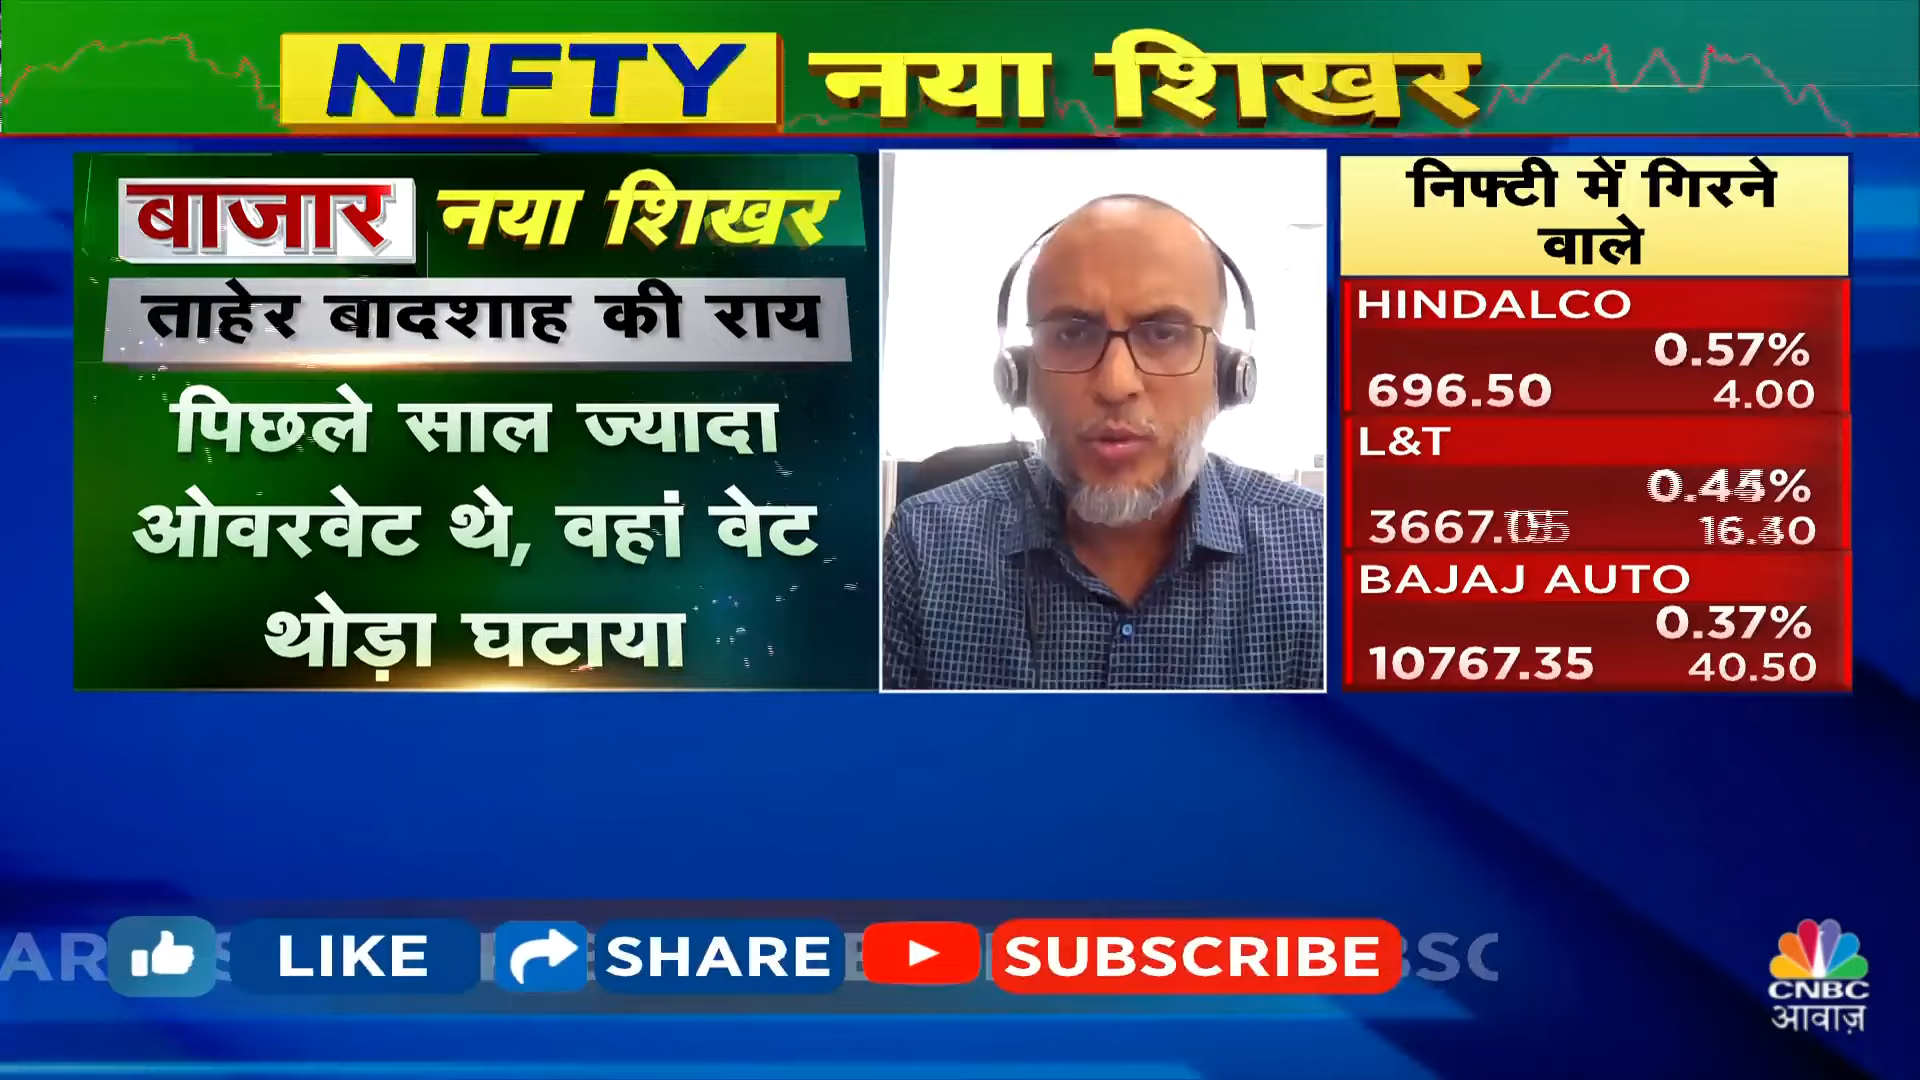 NIFTY नया शिखर
बाजार नया शिखर
ताहेर बादशाह की राय
पिछले साल ज्यादा
ओवरवेट थे, वहां वेट
थोड़ा घटाया
निफ्टी में गिरने
वाले
HINDALCO
0.57%
696.50 4.00
L&T
BAJAJ AUTO
0.37%
10767.35 40.50
LIKE SHARE SUBSCRIBE
CNBC
आवाज़